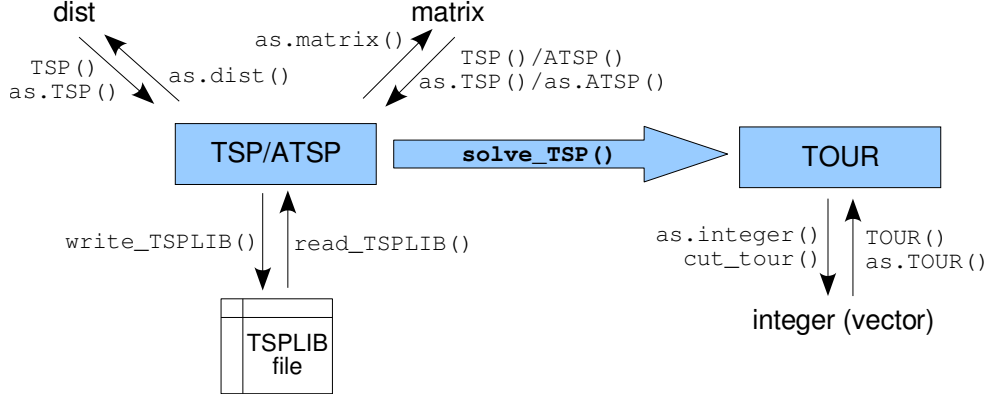 dist
matrix
as.matrix()
TSP()
as.TSP()
as.dist()
TSP()/ATSP()
as.TSP()/as.ATSP()
TSP/ATSP
solve_TSP()
TOUR
write_TSPLIB()
read_TSPLIB()
as.integer()
cut_tour()
TOUR()
as.TOUR()
TSPLIB
file
integer (vector)